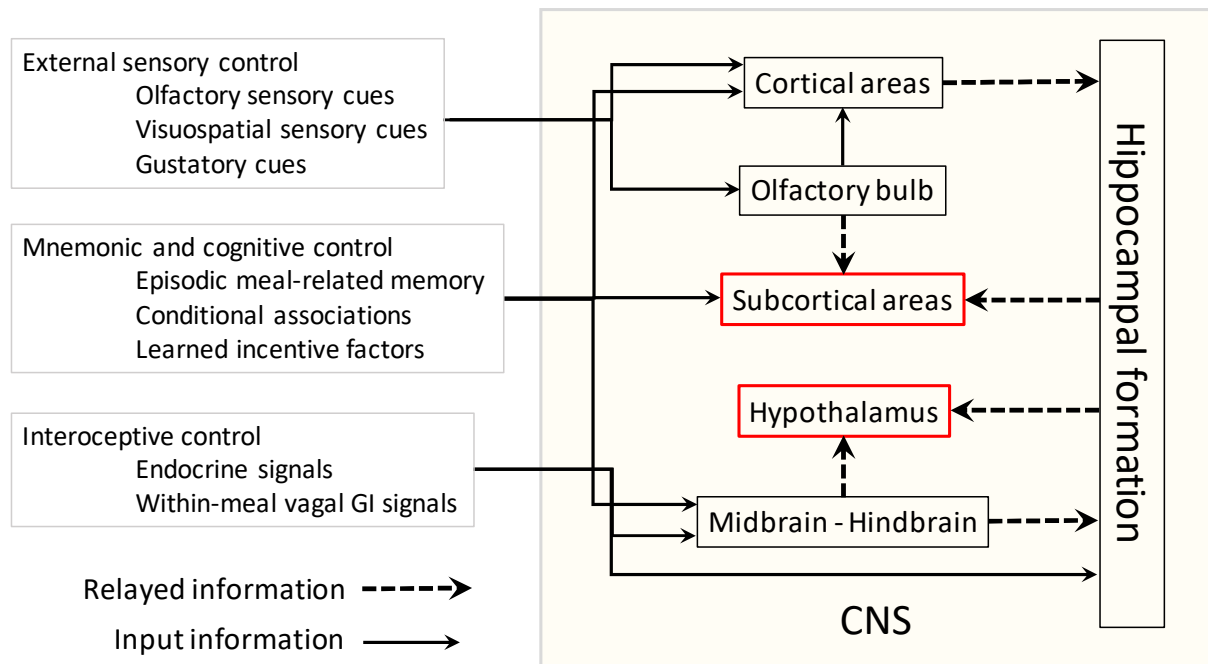 External sensory control
Olfactory sensory cues
Visuospatial sensory cues
Gustatory cues
Mnemonic and cognitive control
Episodic meal-related memory
Conditional associations
Learned incentive factors
Interoceptive control
Endocrine signals
Within-meal vagal GI signals
Relayed information
Input information
Cortical areas
Olfactory bulb
Subcortical areas
Hypothalamus
Midbrain - Hindbrain
CNS
Hippocampal formation